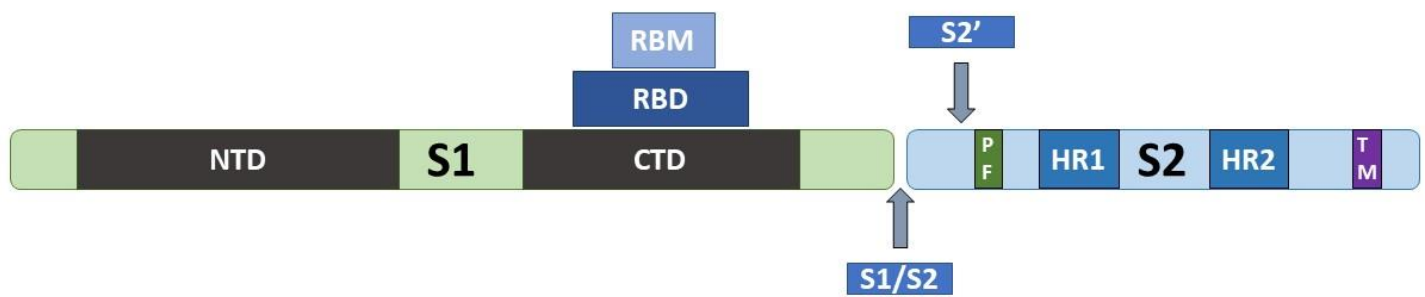 RBM
S2’
RBD
NTD
S1
CTD
P
F
HR1
S2
HR2
T
M
S1/S2